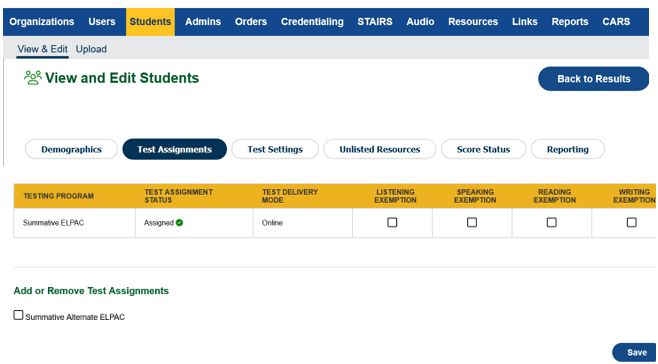 Organizations Users Students Admins Orders Credentialing STAIRS Audio Resources Links Reports CARS
View & Edit Upload
View and Edit Students
Back to Results
Demographics Test Assignments Test Settings Unlisted Resources Score Status Reporting
TESTING PROGRAM TEST ASSIGNMENT STATUS TEST DELIVERY MODE LISTENING EXEMPTION SPEAKING EXEMPTION READING EXEMPTION WRITING EXEMPTION
Summative ELPAC Assigned Online
Add or Remove Test Assignments
Summative Alternate ELPAC
Save